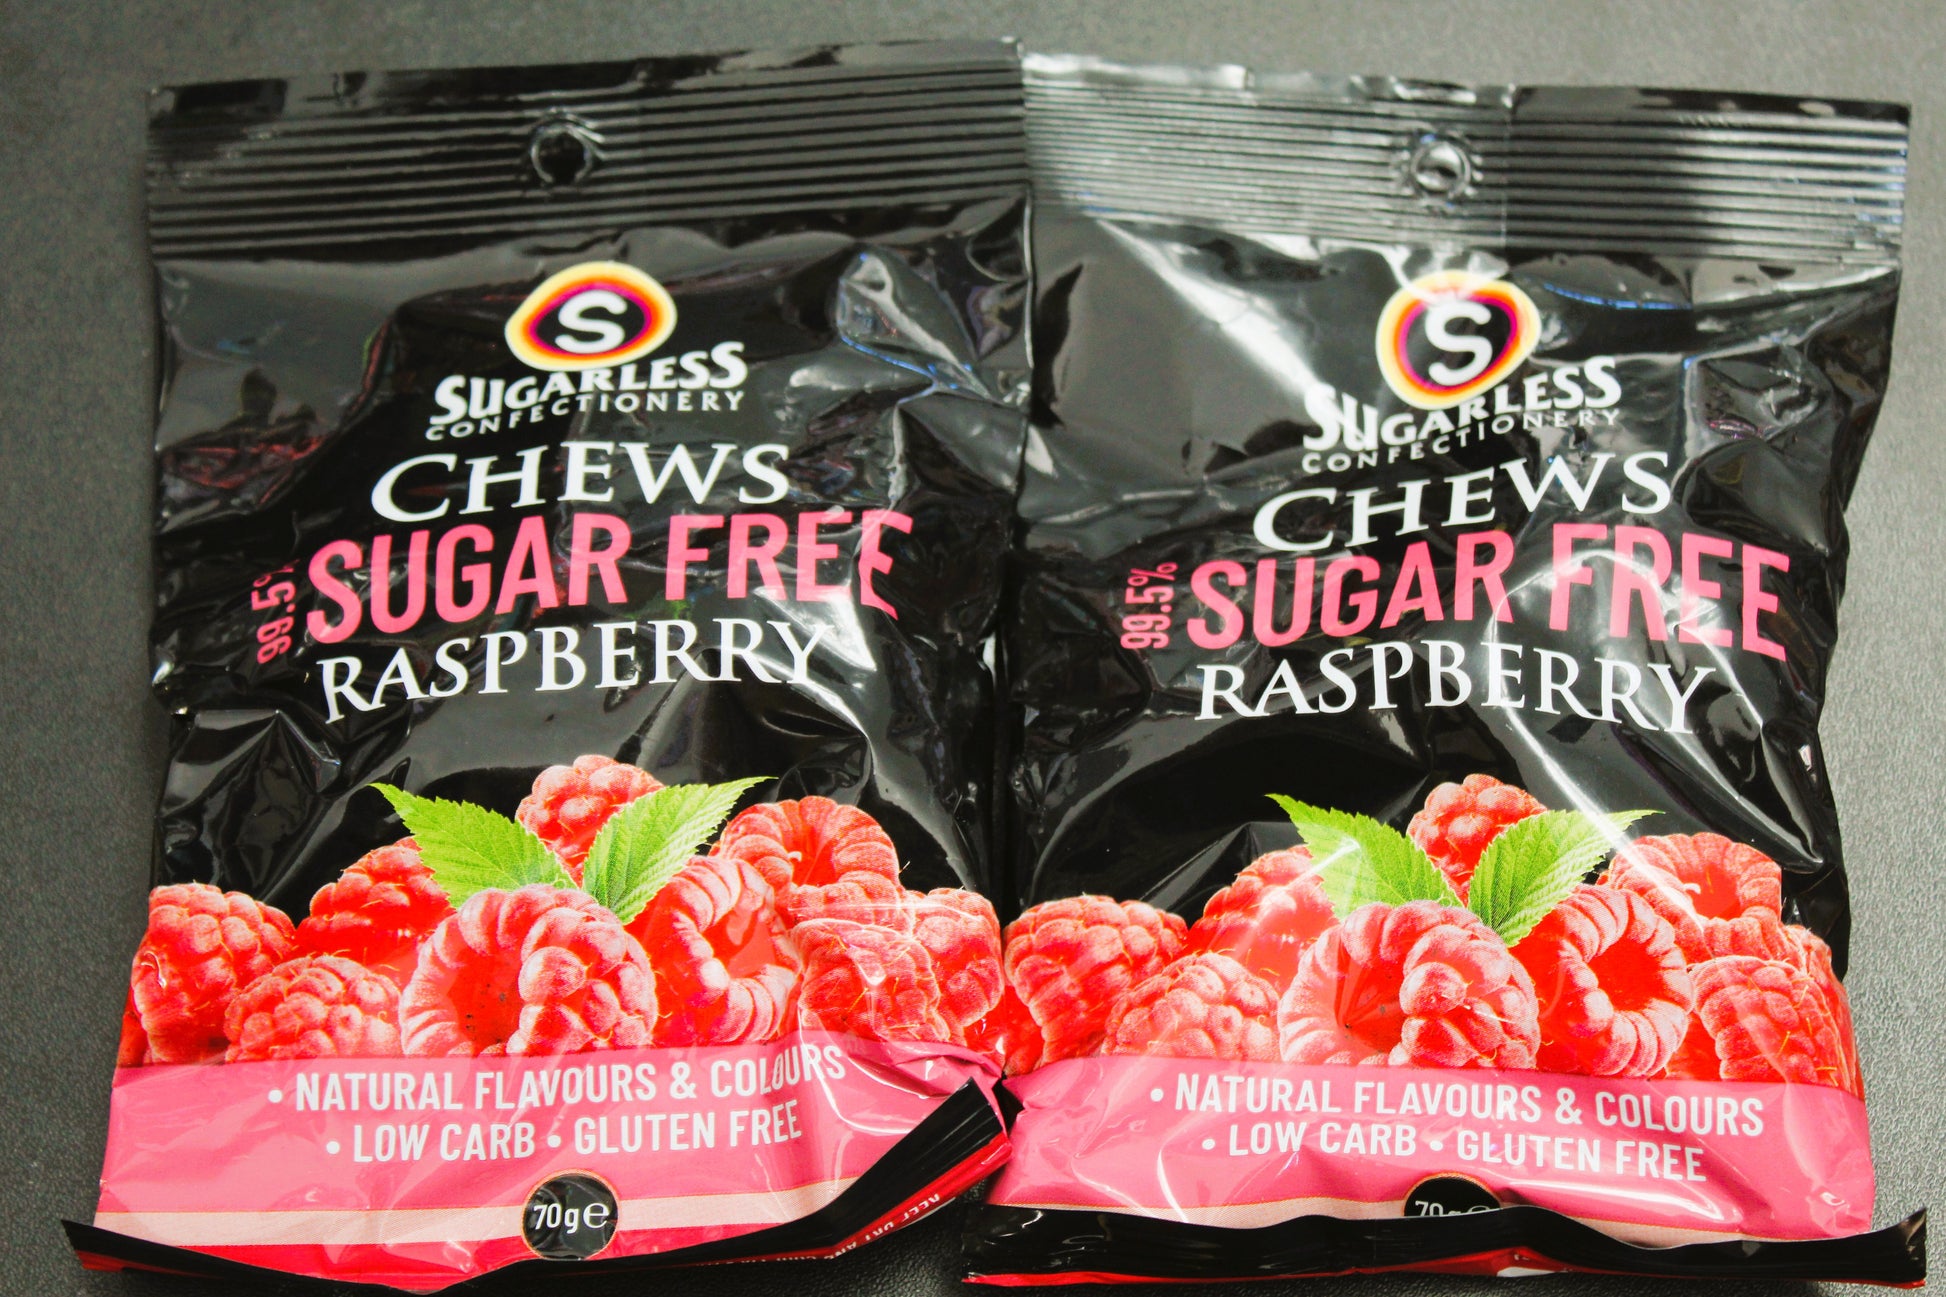 S
SUGARLESS
CONFECTIONERY
CHEWS
99.5% SUGAR FREE
RASPBERRY
• NATURAL FLAVOURS & COLOURS
• LOW CARB • GLUTEN FREE
70g℮
S
SUGARLESS
CONFECTIONERY
CHEWS
99.5% SUGAR FREE
RASPBERRY
• NATURAL FLAVOURS & COLOURS
• LOW CARB • GLUTEN FREE
70g℮